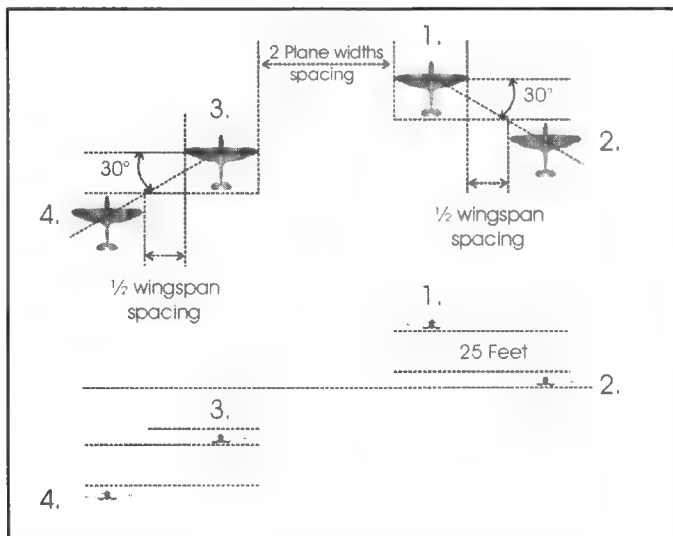 1.
2 Plane widths
spacing
30°
3.
2.
30°
4.
½ wingspan
spacing
½ wingspan
spacing
1.
25 Feet
2.
3.
4.